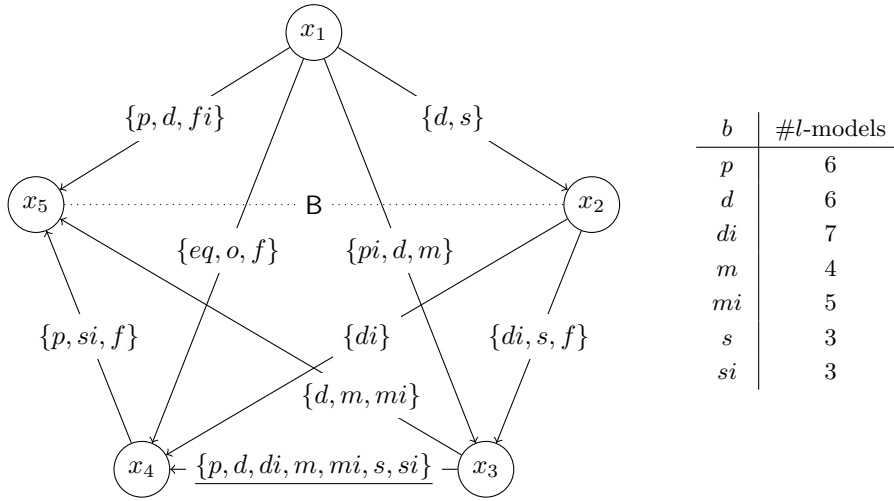 x₁
{p, d, fi}
{d, s}
x₅
B
x₂
{eq, o, f}
{pi, d, m}
{p, si, f}
{di}
{di, s, f}
{d, m, mi}
x₄
{p, d, di, m, mi, s, si}
x₃
b #l-models
p 6
d 6
di 7
m 4
mi 5
s 3
si 3